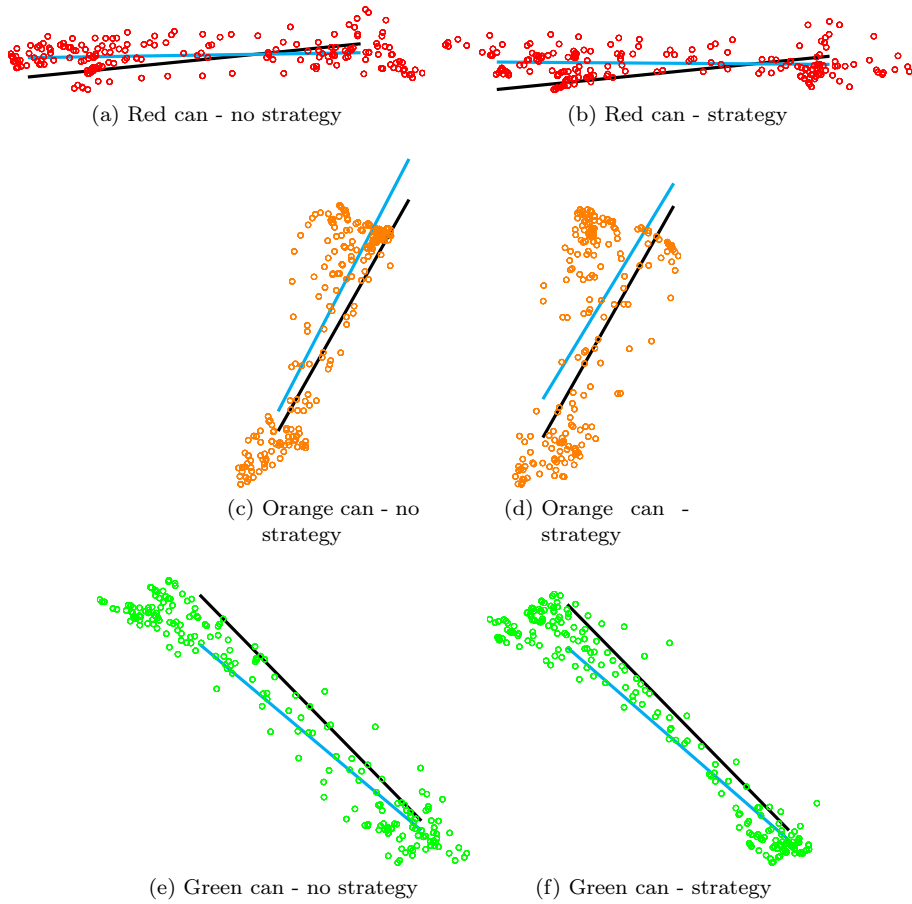 (a) Red can - no strategy
(b) Red can - strategy
(c) Orange can - no
strategy
(d) Orange can -
strategy
(e) Green can - no strategy
(f) Green can - strategy